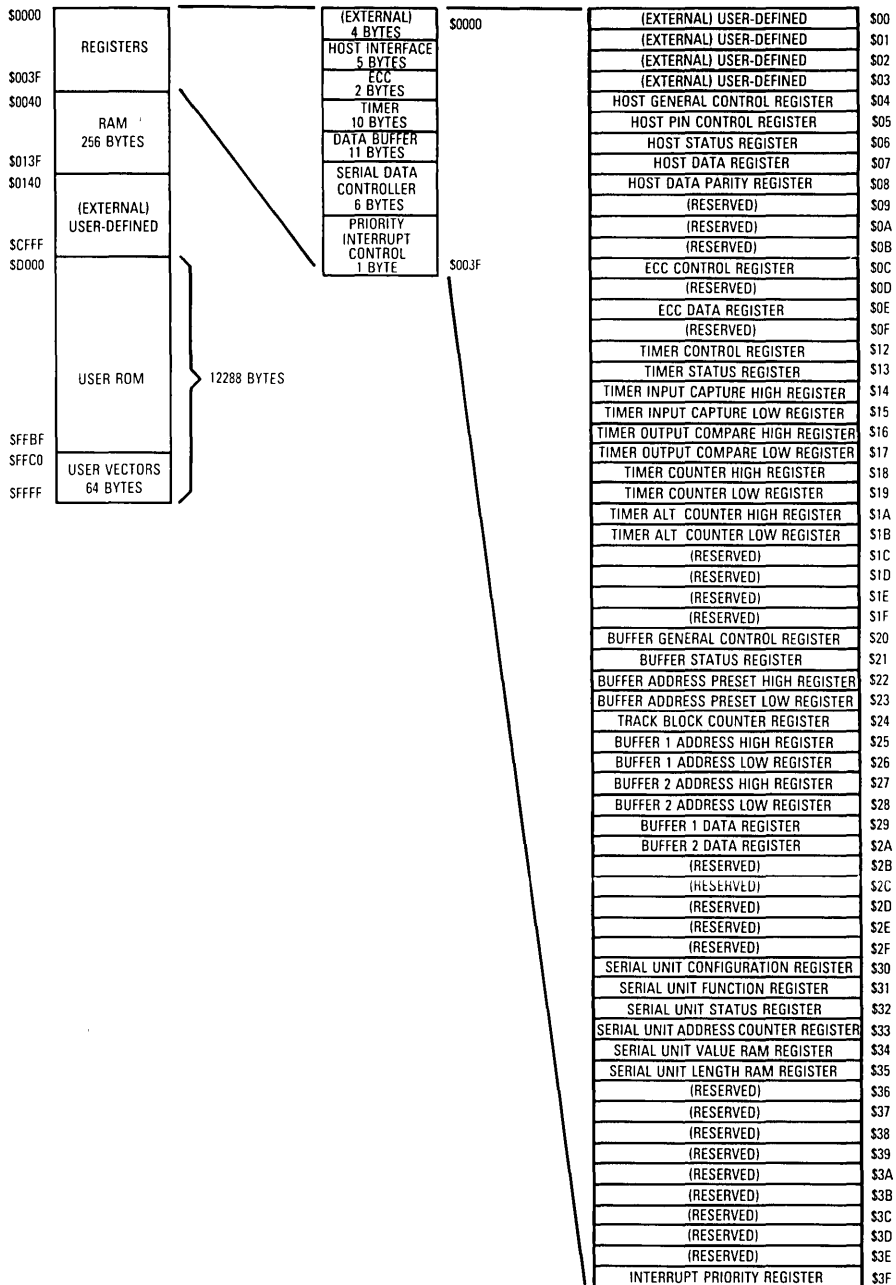 $0000
REGISTERS
$003F
$0040
RAM
256 BYTES
$013F
$0140
(EXTERNAL)
USER-DEFINED
$CFFF
$D000
USER ROM
12288 BYTES
$FFBF
$FFC0
USER VECTORS
64 BYTES
$FFFF
(EXTERNAL)
4 BYTES
$0000
HOST INTERFACE
5 BYTES
ECC
2 BYTES
TIMER
10 BYTES
DATA BUFFER
11 BYTES
SERIAL DATA
CONTROLLER
6 BYTES
PRIORITY
INTERRUPT
CONTROL
1 BYTE
$003F
(EXTERNAL) USER-DEFINED $00
(EXTERNAL) USER-DEFINED $01
(EXTERNAL) USER-DEFINED $02
(EXTERNAL) USER-DEFINED $03
HOST GENERAL CONTROL REGISTER $04
HOST PIN CONTROL REGISTER $05
HOST STATUS REGISTER $06
HOST DATA REGISTER $07
HOST DATA PARITY REGISTER $08
(RESERVED) $09
(RESERVED) $0A
(RESERVED) $0B
ECC CONTROL REGISTER $0C
(RESERVED) $0D
ECC DATA REGISTER $0E
(RESERVED) $0F
TIMER CONTROL REGISTER $12
TIMER STATUS REGISTER $13
TIMER INPUT CAPTURE HIGH REGISTER $14
TIMER INPUT CAPTURE LOW REGISTER $15
TIMER OUTPUT COMPARE HIGH REGISTER $16
TIMER OUTPUT COMPARE LOW REGISTER $17
TIMER COUNTER HIGH REGISTER $18
TIMER COUNTER LOW REGISTER $19
TIMER ALT COUNTER HIGH REGISTER $1A
TIMER ALT COUNTER LOW REGISTER $1B
(RESERVED) $1C
(RESERVED) $1D
(RESERVED) $1E
(RESERVED) $1F
BUFFER GENERAL CONTROL REGISTER $20
BUFFER STATUS REGISTER $21
BUFFER ADDRESS PRESET HIGH REGISTER $22
BUFFER ADDRESS PRESET LOW REGISTER $23
TRACK BLOCK COUNTER REGISTER $24
BUFFER 1 ADDRESS HIGH REGISTER $25
BUFFER 1 ADDRESS LOW REGISTER $26
BUFFER 2 ADDRESS HIGH REGISTER $27
BUFFER 2 ADDRESS LOW REGISTER $28
BUFFER 1 DATA REGISTER $29
BUFFER 2 DATA REGISTER $2A
(RESERVED) $2B
(RESERVED) $2C
(RESERVED) $2D
(RESERVED) $2E
(RESERVED) $2F
SERIAL UNIT CONFIGURATION REGISTER $30
SERIAL UNIT FUNCTION REGISTER $31
SERIAL UNIT STATUS REGISTER $32
SERIAL UNIT ADDRESS COUNTER REGISTER $33
SERIAL UNIT VALUE RAM REGISTER $34
SERIAL UNIT LENGTH RAM REGISTER $35
(RESERVED) $36
(RESERVED) $37
(RESERVED) $38
(RESERVED) $39
(RESERVED) $3A
(RESERVED) $3B
(RESERVED) $3C
(RESERVED) $3D
(RESERVED) $3E
INTERRUPT PRIORITY REGISTER $3F